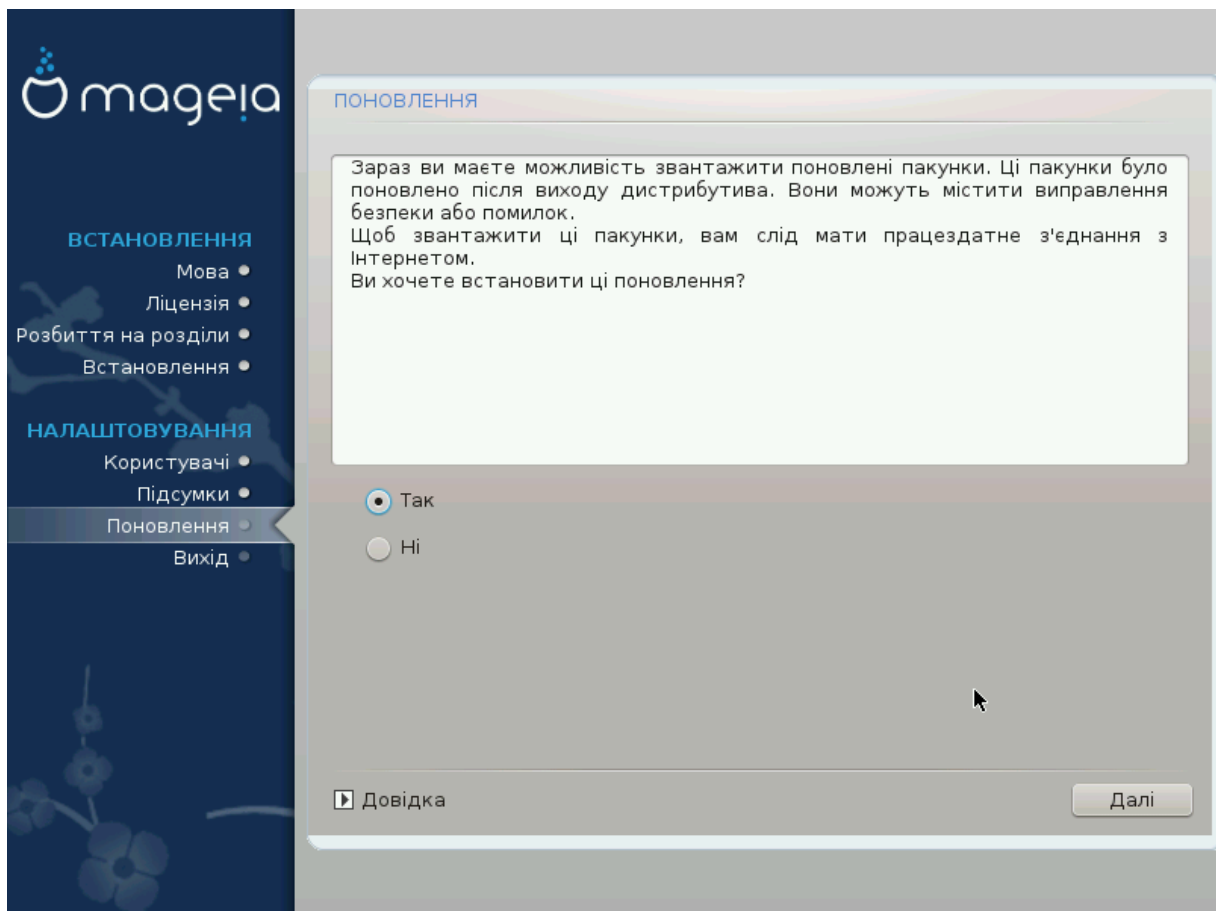 mageia
ВСТАНОВЛЕННЯ
Мова
Ліцензія
Розбиття на розділи
Встановлення
НАЛАШТОВУВАННЯ
Користувачі
Підсумки
Поновлення
Вихід
ПОНОВЛЕННЯ
Зараз ви маєте можливість звантажити поновлені пакунки. Ці пакунки було
поновлено після виходу дистрибутива. Вони можуть містити виправлення
безпеки або помилок.
Щоб звантажити ці пакунки, вам слід мати працездатне з'єднання з
Інтернетом.
Ви хочете встановити ці поновлення?
Так
Ні
Довідка
Далі